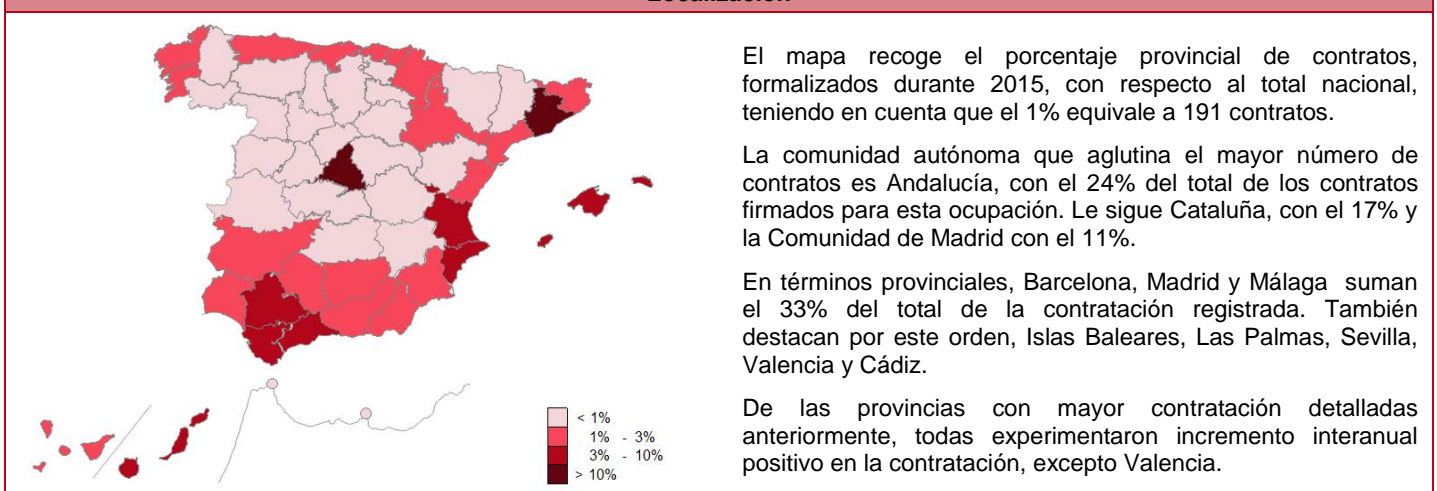 Localización
El mapa recoge el porcentaje provincial de contratos,
formalizados durante 2015, con respecto al total nacional,
teniendo en cuenta que el 1% equivale a 191 contratos.
La comunidad autónoma que aglutina el mayor número de
contratos es Andalucía, con el 24% del total de los contratos
firmados para esta ocupación. Le sigue Cataluña, con el 17% y
la Comunidad de Madrid con el 11%.
En términos provinciales, Barcelona, Madrid y Málaga suman
el 33% del total de la contratación registrada. También
destacan por este orden, Islas Baleares, Las Palmas, Sevilla,
Valencia y Cádiz.
De las provincias con mayor contratación detalladas
anteriormente, todas experimentaron incremento interanual
positivo en la contratación, excepto Valencia.
< 1%
1% - 3%
3% - 10%
> 10%